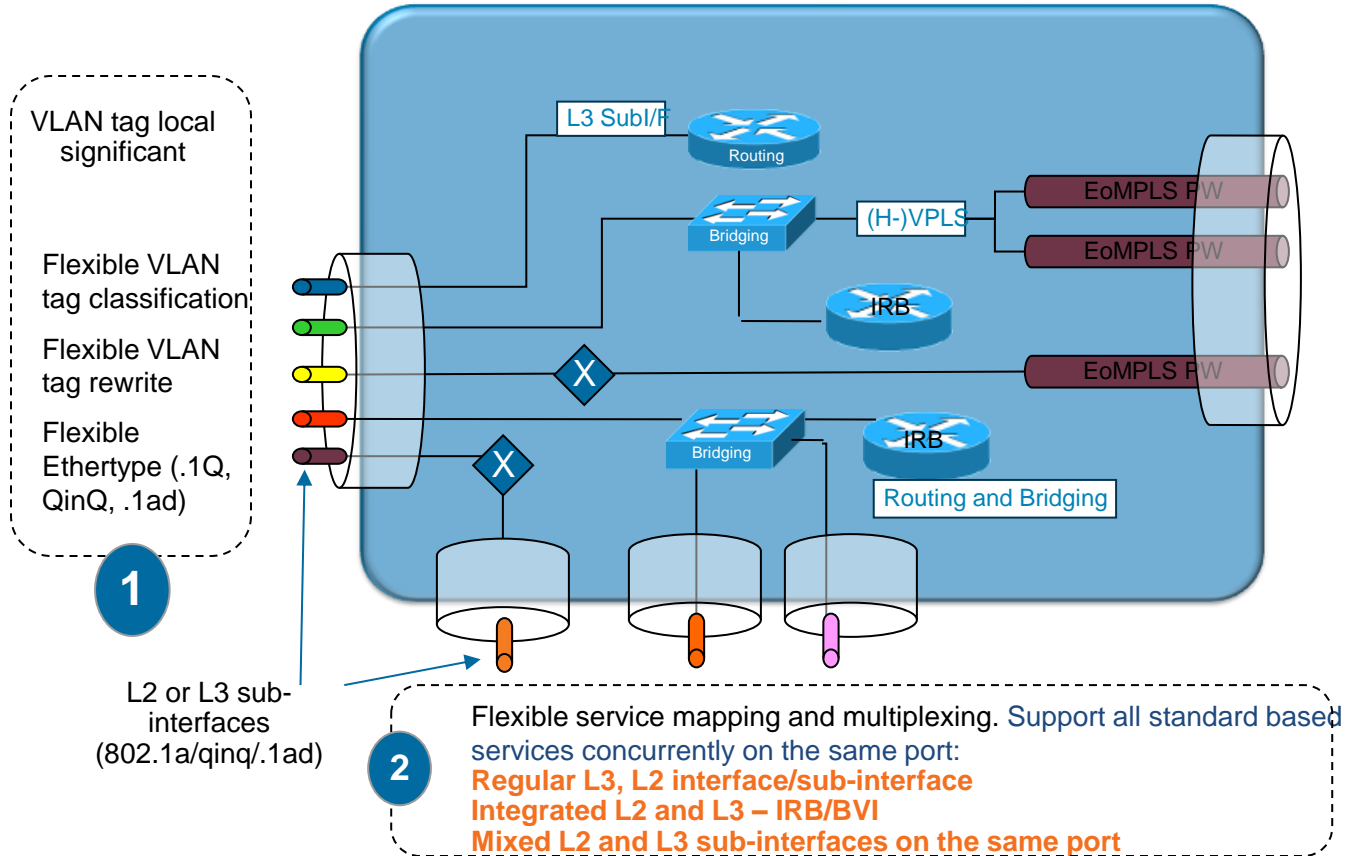 VLAN tag local
significant
Flexible VLAN
tag classification
Flexible VLAN
tag rewrite
Flexible
Ethertype (.1Q,
QinQ, .1ad)
1
L2 or L3 sub-
interfaces
(802.1a/qinq/.1ad)
L3 SubI/F
Routing
Bridging
(H-)VPLS
EoMPLS PW
EoMPLS PW
IRB
X
EoMPLS PW
Bridging
IRB
X
Routing and Bridging
2
Flexible service mapping and multiplexing. Support all standard based
services concurrently on the same port:
Regular L3, L2 interface/sub-interface
Integrated L2 and L3 – IRB/BVI
Mixed L2 and L3 sub-interfaces on the same port